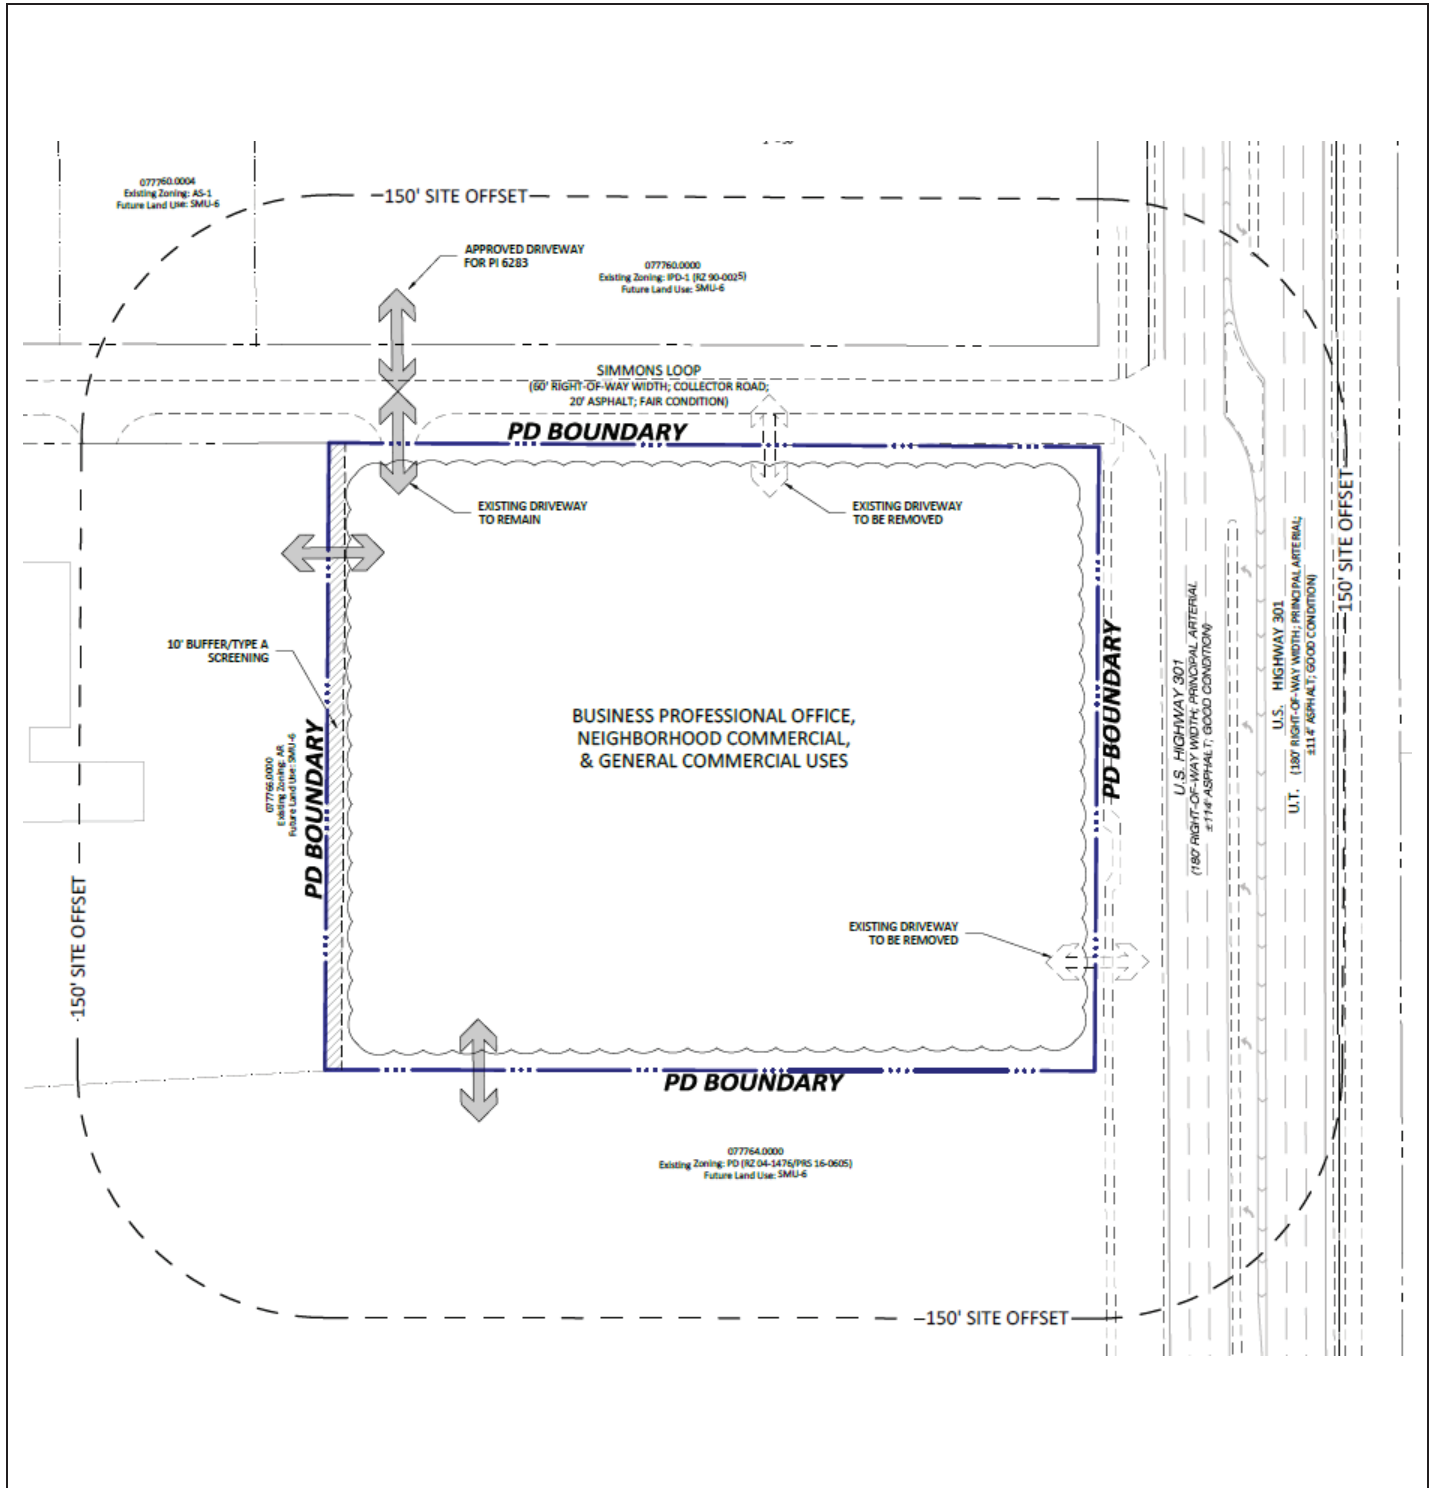 077760.0004
Existing Zoning: AS-1
Future Land Use: SMU-6
150' SITE OFFSET
APPROVED DRIVEWAY
FOR PI 6283
077760.0000
Existing Zoning: IPD-1 (RZ 90-0025)
Future Land Use: SMU-6
SIMMONS LOOP
(60' RIGHT-OF-WAY WIDTH; COLLECTOR ROAD;
20' ASPHALT; FAIR CONDITION)
PD BOUNDARY
EXISTING DRIVEWAY
TO REMAIN
EXISTING DRIVEWAY
TO BE REMOVED
10' BUFFER/TYPE A
SCREENING
077766.0000
Existing Zoning: AR
Future Land Use: SMU-6
PD BOUNDARY
BUSINESS PROFESSIONAL OFFICE,
NEIGHBORHOOD COMMERCIAL,
& GENERAL COMMERCIAL USES
PD BOUNDARY
U.S. HIGHWAY 301
(180' RIGHT-OF-WAY WIDTH; PRINCIPAL ARTERIAL
±114' ASPHALT; GOOD CONDITION)
U.S. HIGHWAY 301
U.T. (180' RIGHT-OF-WAY WIDTH; PRINCIPAL ARTERIAL;
±114' ASPHALT; GOOD CONDITION)
150' SITE OFFSET
150' SITE OFFSET
EXISTING DRIVEWAY
TO BE REMOVED
PD BOUNDARY
077764.0000
Existing Zoning: PD (RZ 04-1476/PRS 16-0605)
Future Land Use: SMU-6
150' SITE OFFSET